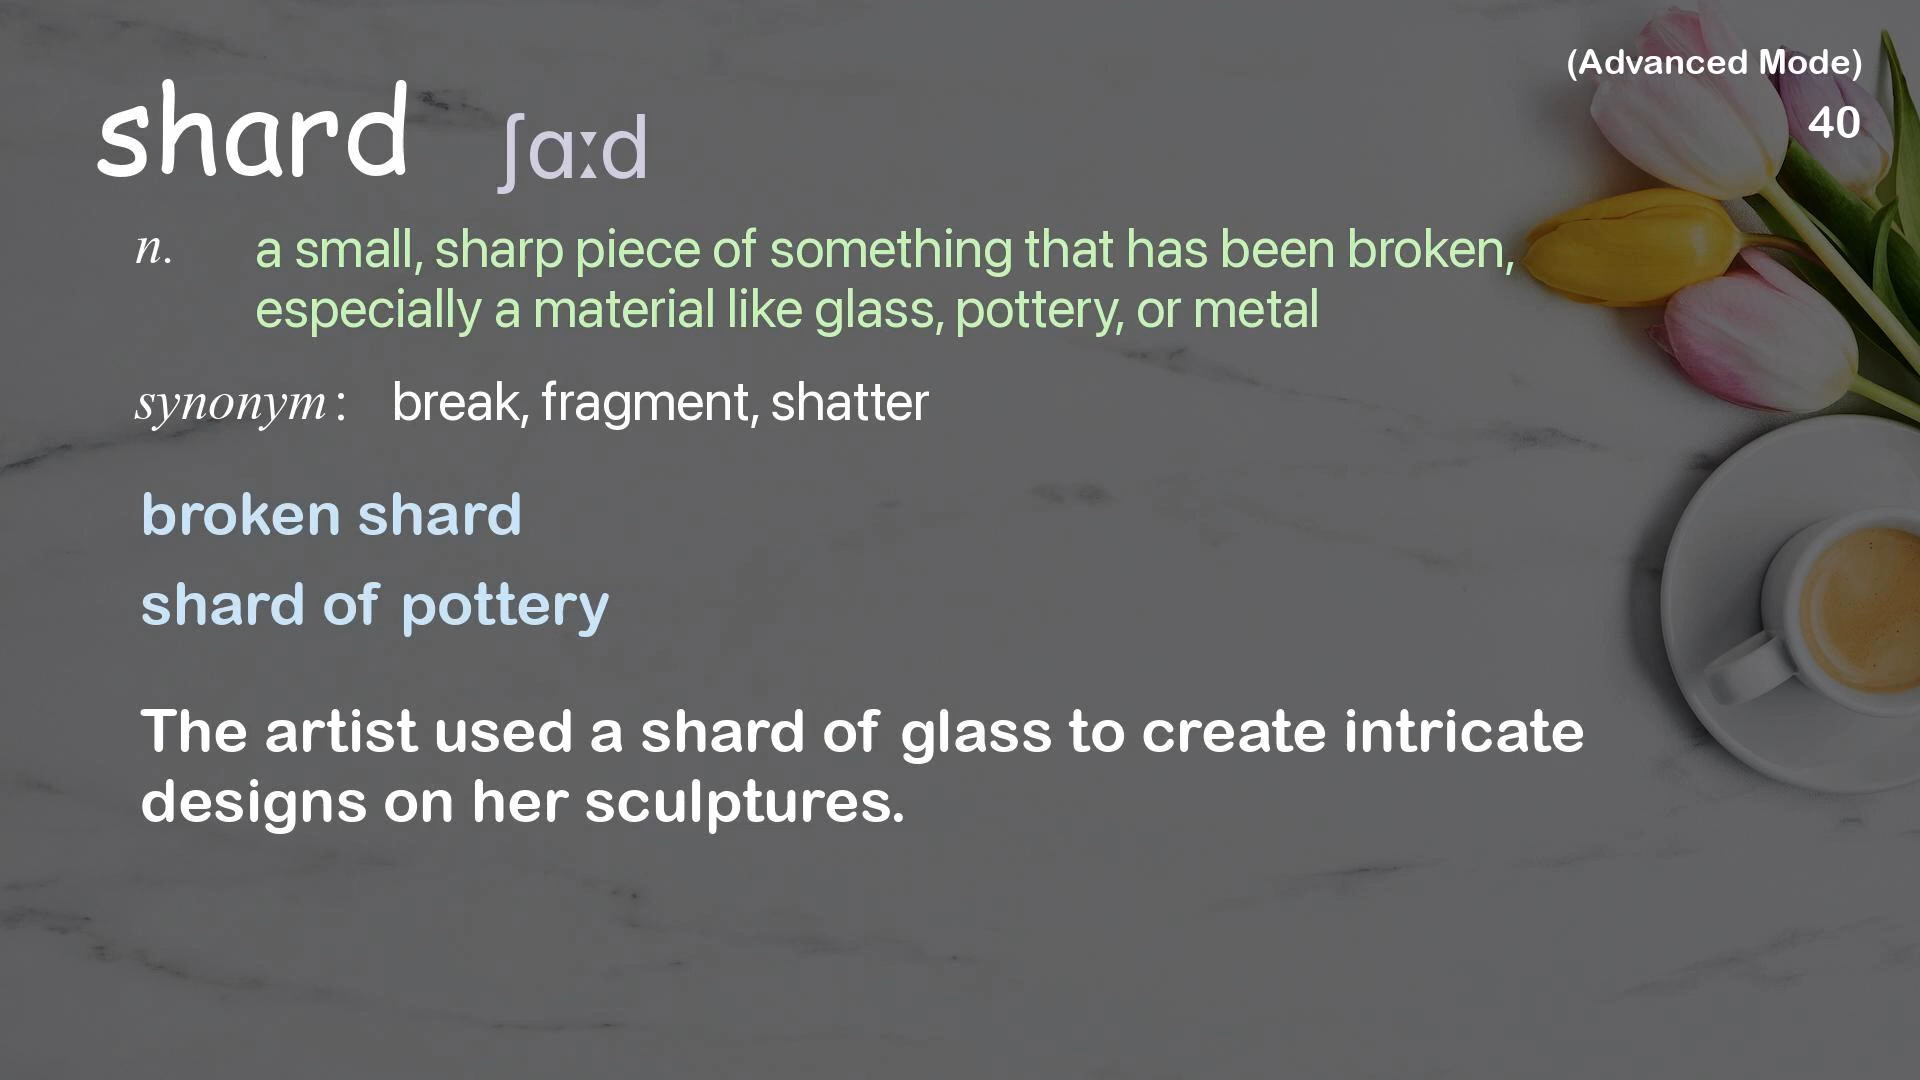 (Advanced Mode)
40
shard ʃɑːd
n. a small, sharp piece of something that has been broken,
especially a material like glass, pottery, or metal
synonym: break, fragment, shatter
broken shard
shard of pottery
The artist used a shard of glass to create intricate
designs on her sculptures.